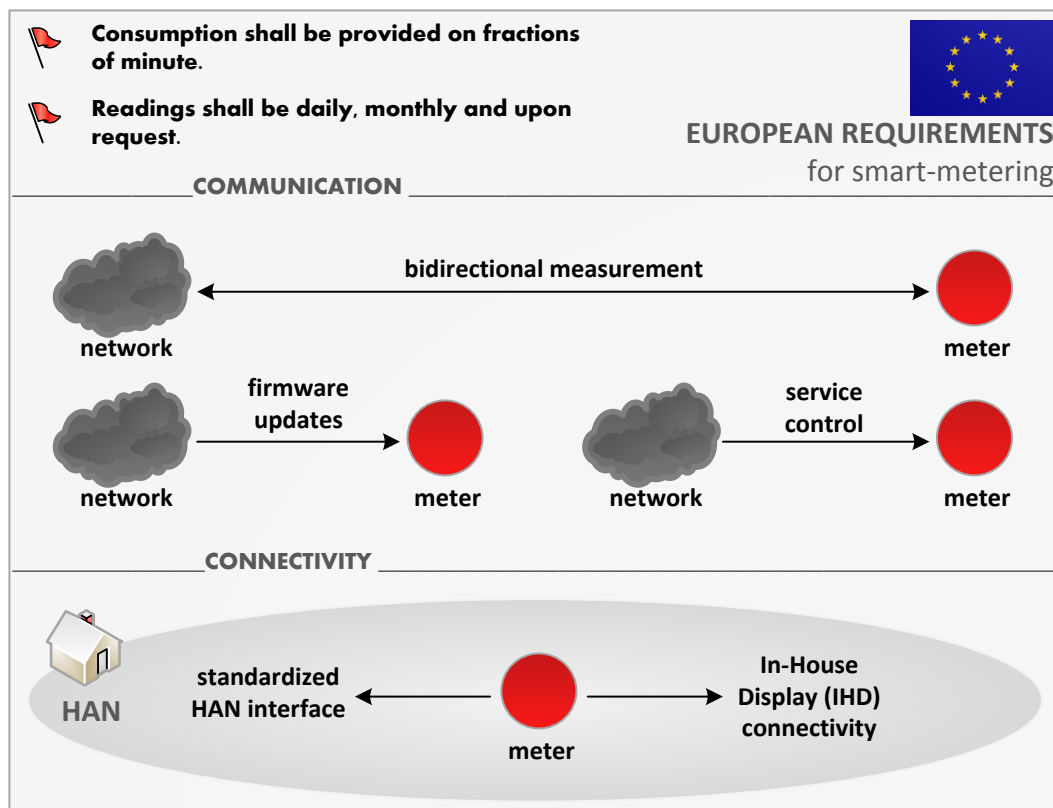 Consumption shall be provided on fractions
of minute.
Readings shall be daily, monthly and upon
request.
EUROPEAN REQUIREMENTS
for smart-metering
COMMUNICATION
bidirectional measurement
network
meter
firmware
updates
network
meter
service
control
network
meter
CONNECTIVITY
HAN
standardized
HAN interface
meter
In-House
Display (IHD)
connectivity